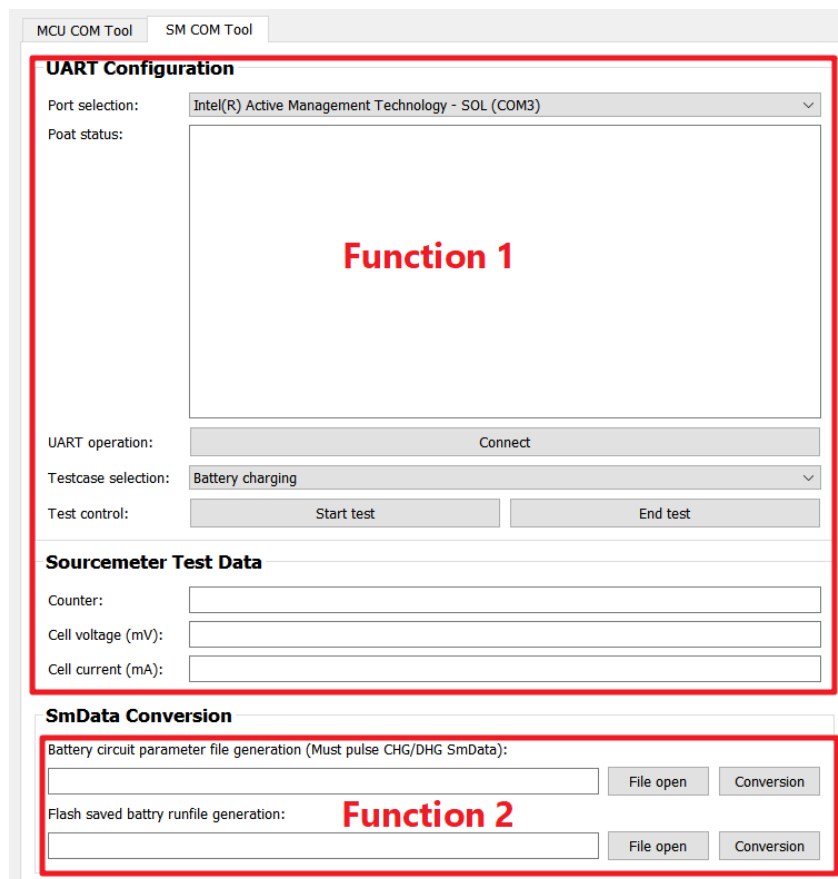 MCU COM Tool SM COM Tool
UART Configuration
Port selection: Intel(R) Active Management Technology - SOL (COM3)
Poat status:
Function 1
UART operation: Connect
Testcase selection: Battery charging
Test control: Start test End test
Sourcemeter Test Data
Counter:
Cell voltage (mV):
Cell current (mA):
SmData Conversion
Battery circuit parameter file generation (Must pulse CHG/DHG SmData):
File open Conversion
Flash saved battry runfile generation:
Function 2
File open Conversion